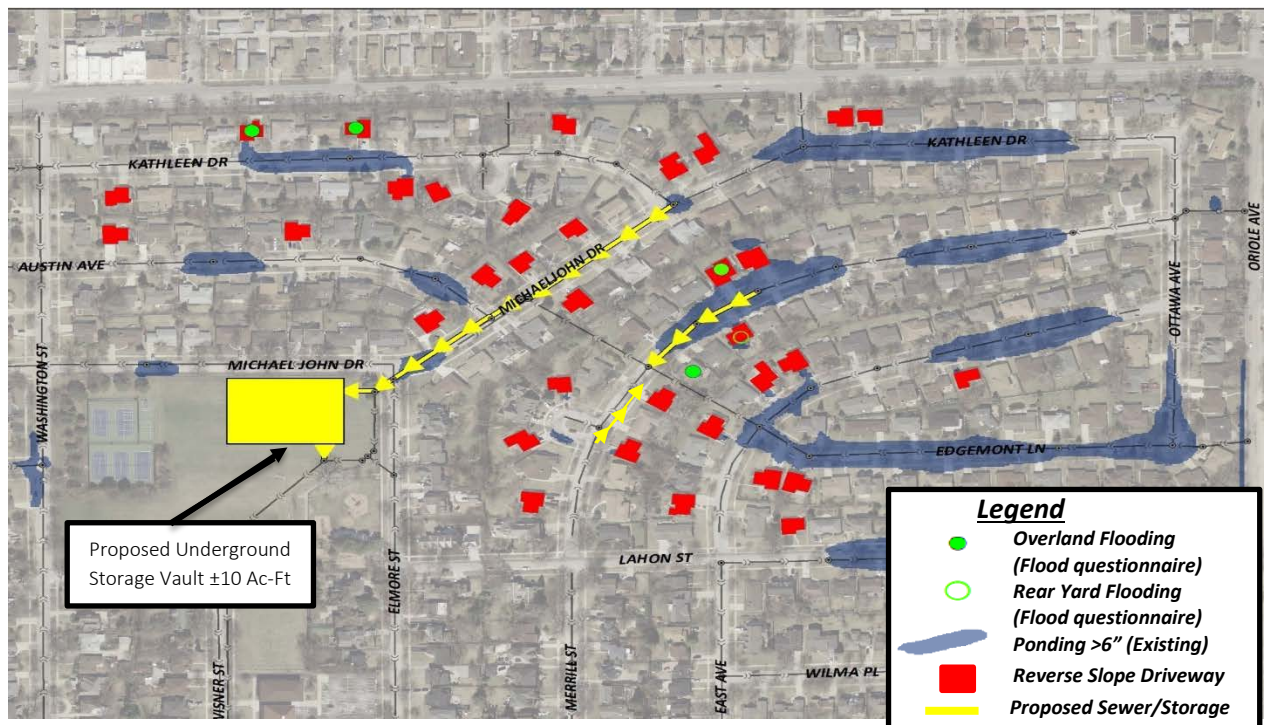 KATHLEEN DR
KATHLEEN DR
ORIOLE AVE
MICHAELJOHN DR
AUSTIN AVE
OTTAWA AVE
WASHINGTON ST
MICHAEL JOHN DR
EDGEMONT LN
Proposed Underground
Storage Vault ±10 Ac-Ft
ELMORE ST
LAHON ST
MERRILL ST
EAST AVE
WISNER ST
WILMA PL
Legend
Overland Flooding
(Flood questionnaire)
Rear Yard Flooding
(Flood questionnaire)
Ponding >6” (Existing)
Reverse Slope Driveway
Proposed Sewer/Storage